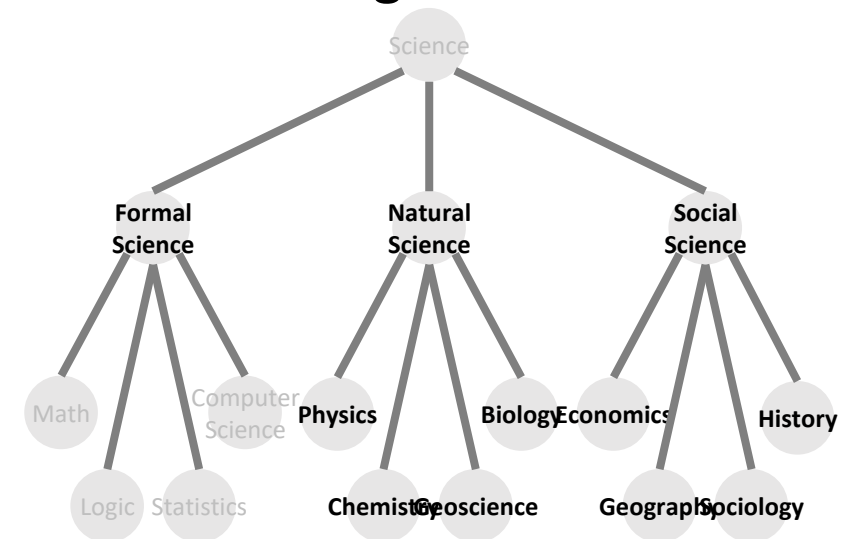 Science
Formal
Science
Natural
Science
Social
Science
Math
Computer
Science
Physics
Biology
Economics
History
Logic
Statistics
Chemistry
Geoscience
Geography
Sociology